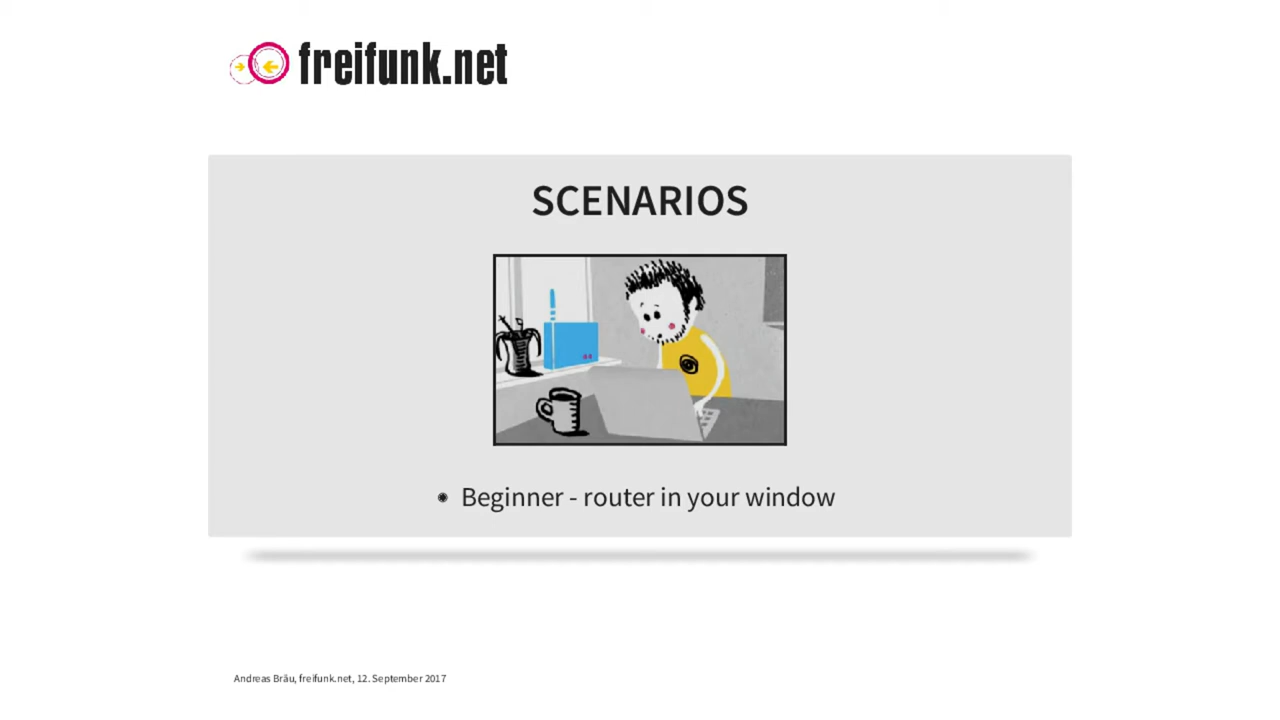 freifunk.net
SCENARIOS
Beginner - router in your window
Andreas Bräu, freifunk.net, 12. September 2017